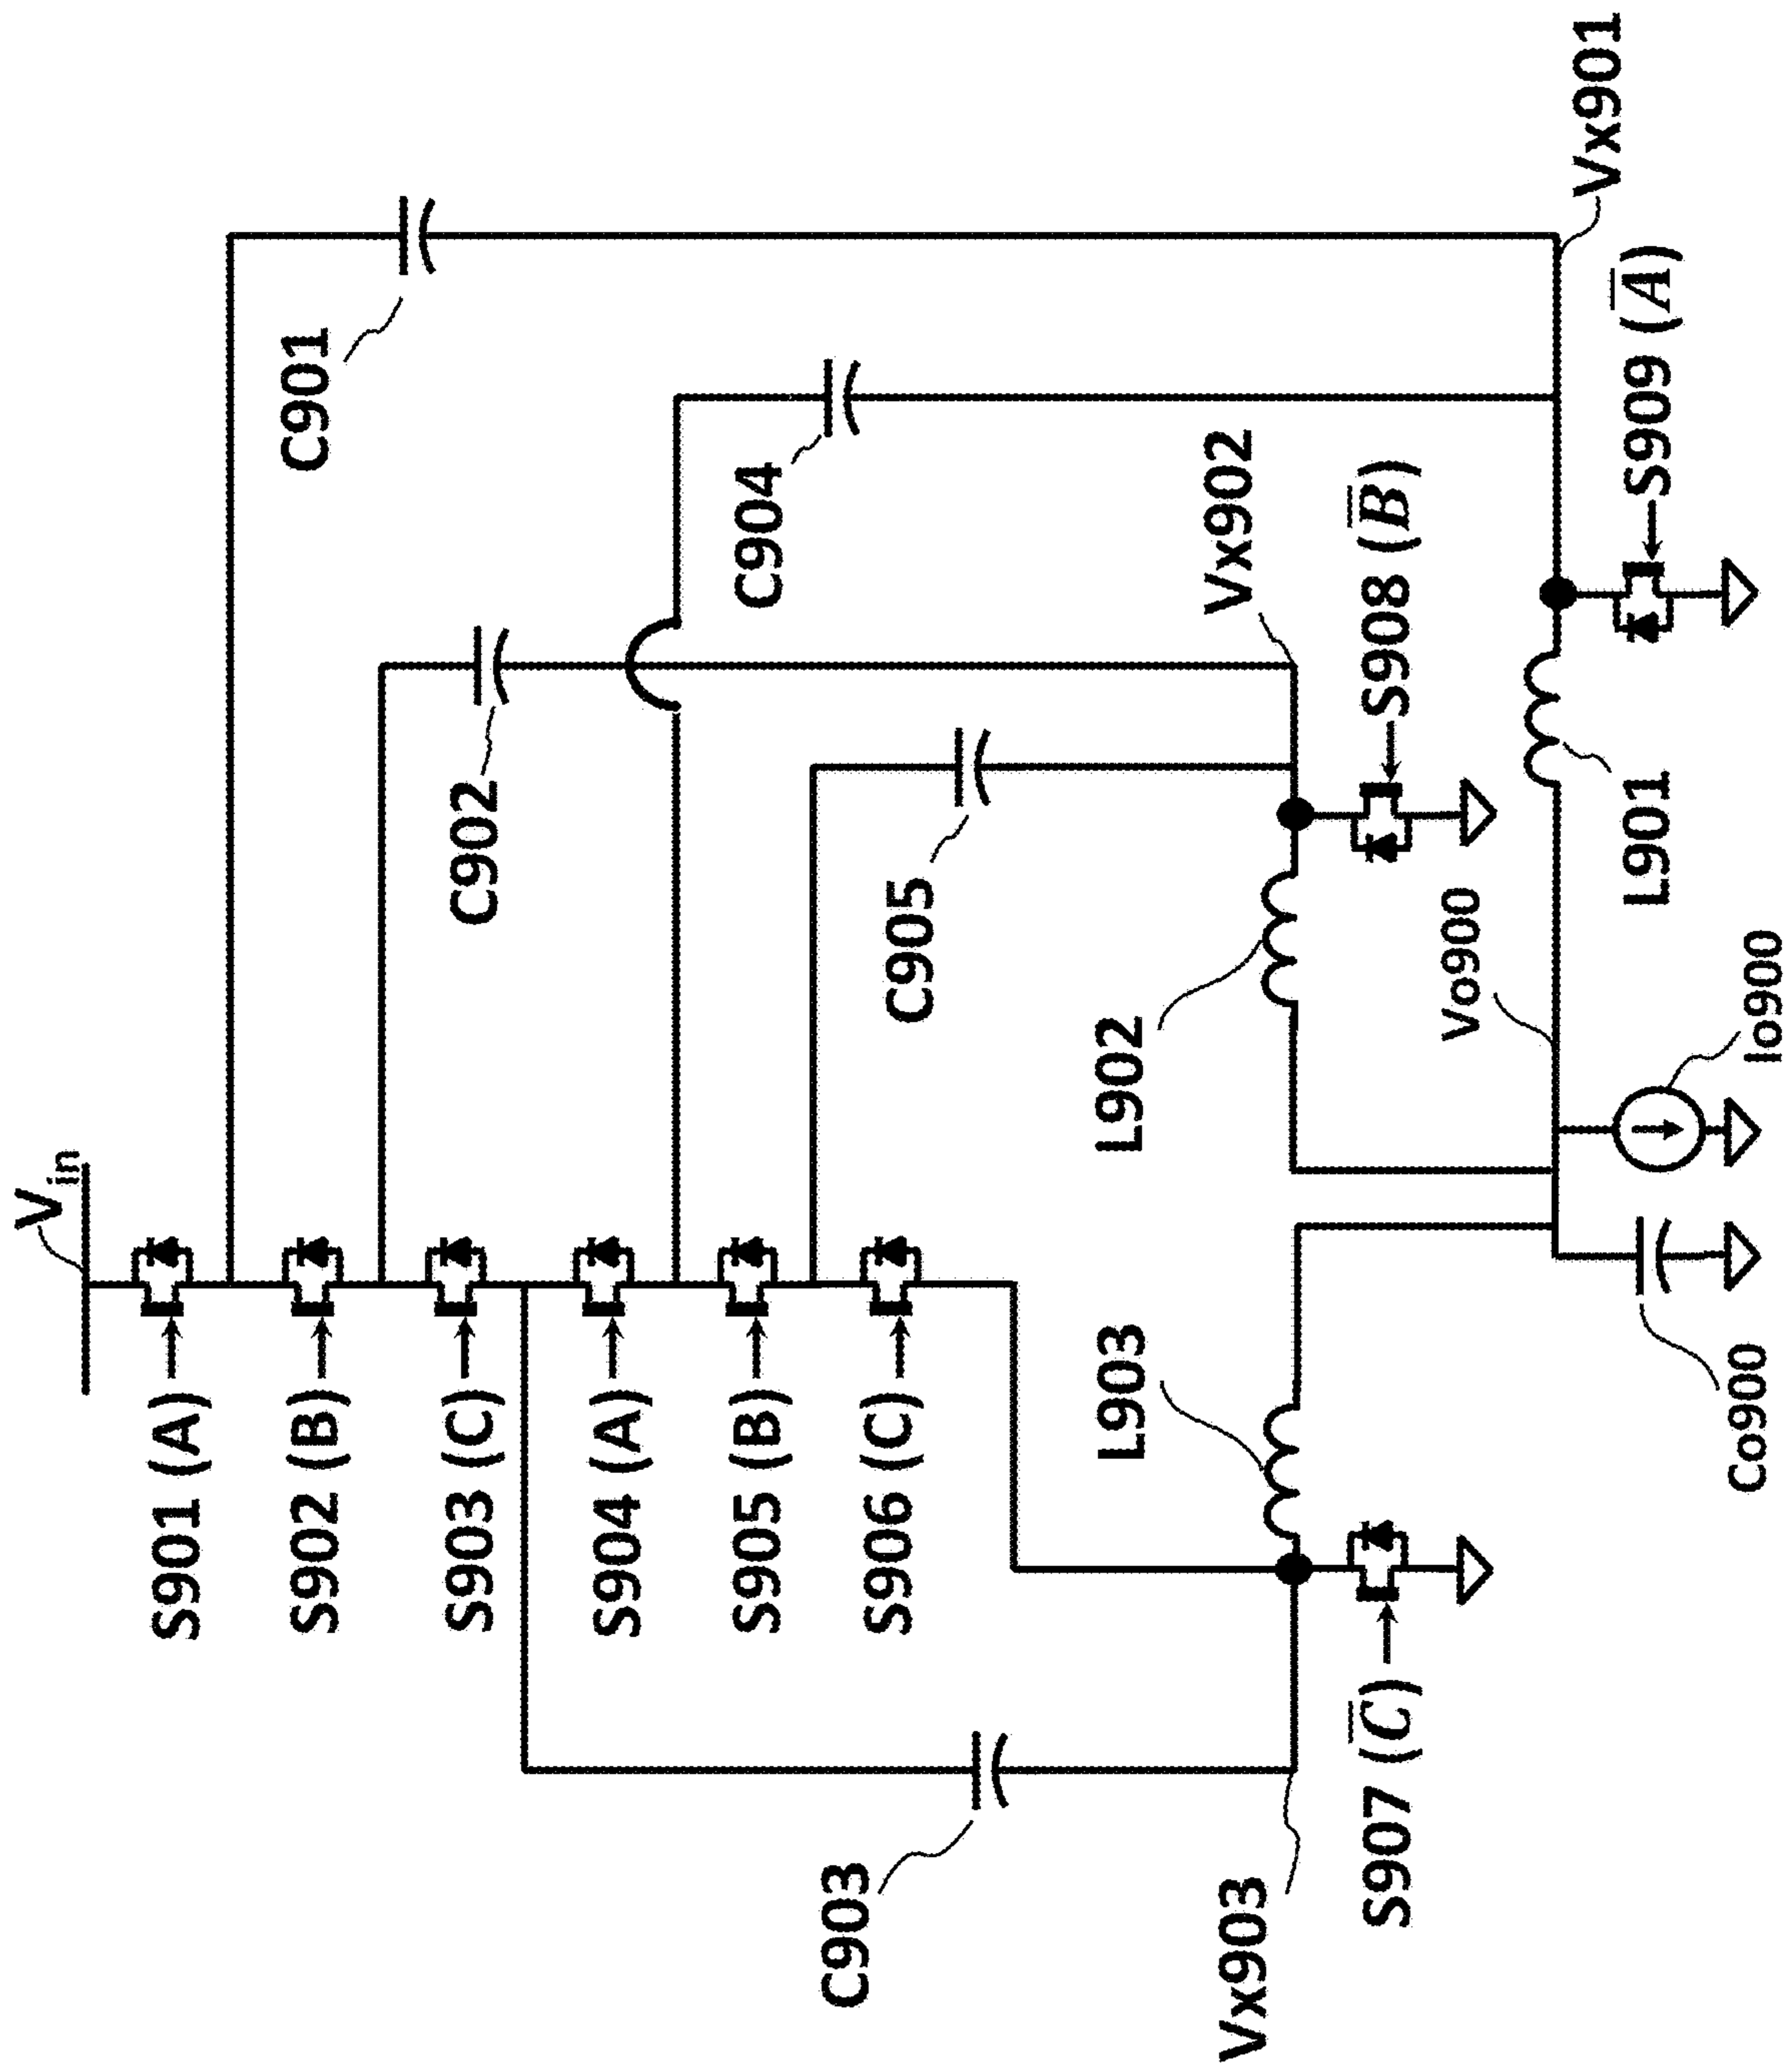 Vin
S901 (A)
S902 (B)
S903 (C)
S904 (A)
S905 (B)
S906 (C)
C901
C902
C904
C905
C903
Vx901
Vx902
Vx903
L902
L903
L901
S907 (C̅)
S908 (B̅)
S909 (A̅)
Vo900
Io900
Co900